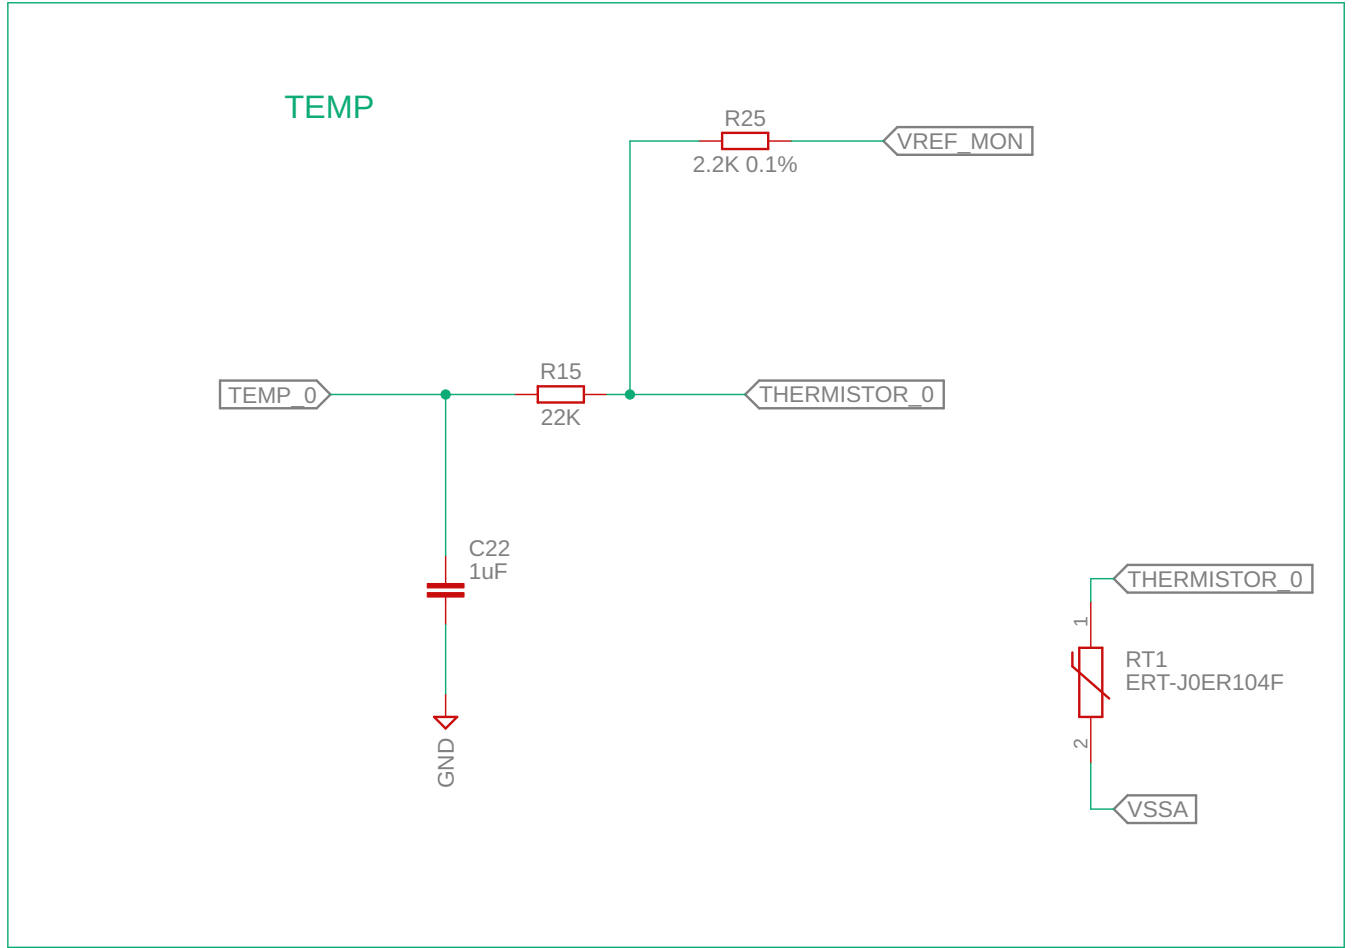 TEMP
R25
2.2K 0.1%
VREF_MON
TEMP_0
R15
22K
THERMISTOR_0
C22
1uF
GND
THERMISTOR_0
1
RT1
ERT-J0ER104F
2
VSSA